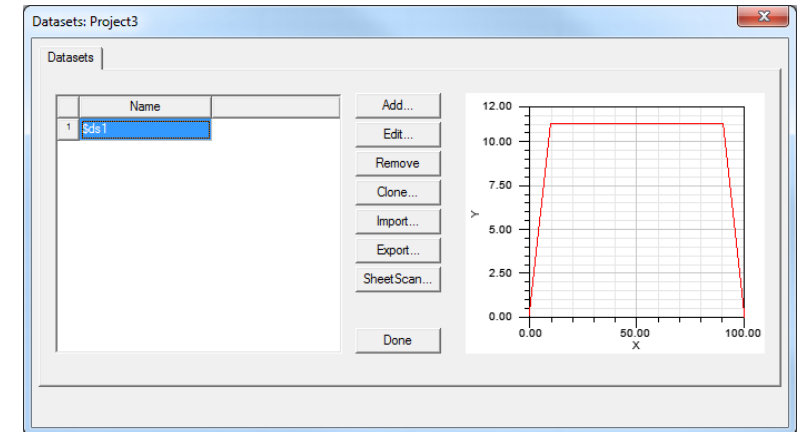 Datasets: Project3
Datasets
Name
1 $ds1
Add...
Edit...
Remove
Clone...
Import...
Export...
SheetScan...
Done
12.00
10.00
7.50
Y
5.00
2.50
0.00
0.00 50.00 100.00
X